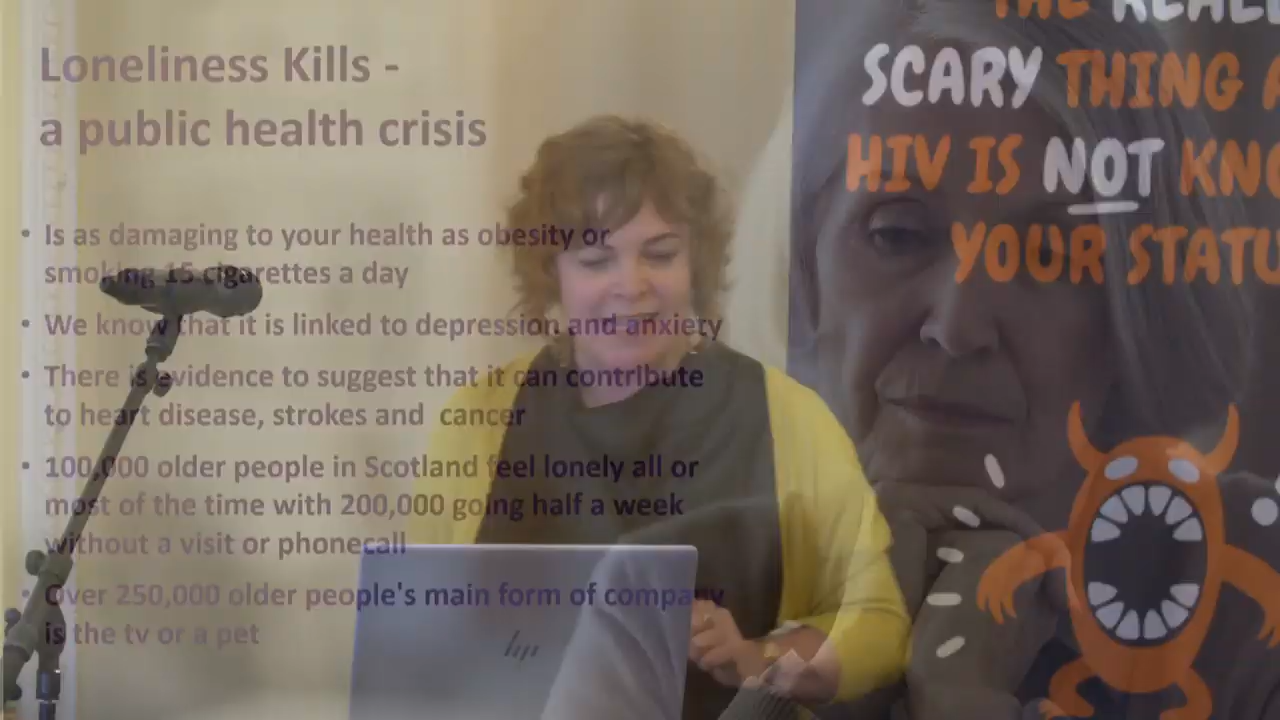 Loneliness Kills -
a public health crisis
• Is as damaging to your health as obesity or
smoking 15 cigarettes a day
• We know that it is linked to depression and anxiety
• There is evidence to suggest that it can contribute
to heart disease, strokes and cancer
• 100,000 older people in Scotland feel lonely all or
most of the time with 200,000 going half a week
without a visit or phonecall
• Over 250,000 older people's main form of company
is the tv or a pet
SCARY THING
HIV IS NOT
YOUR
hp